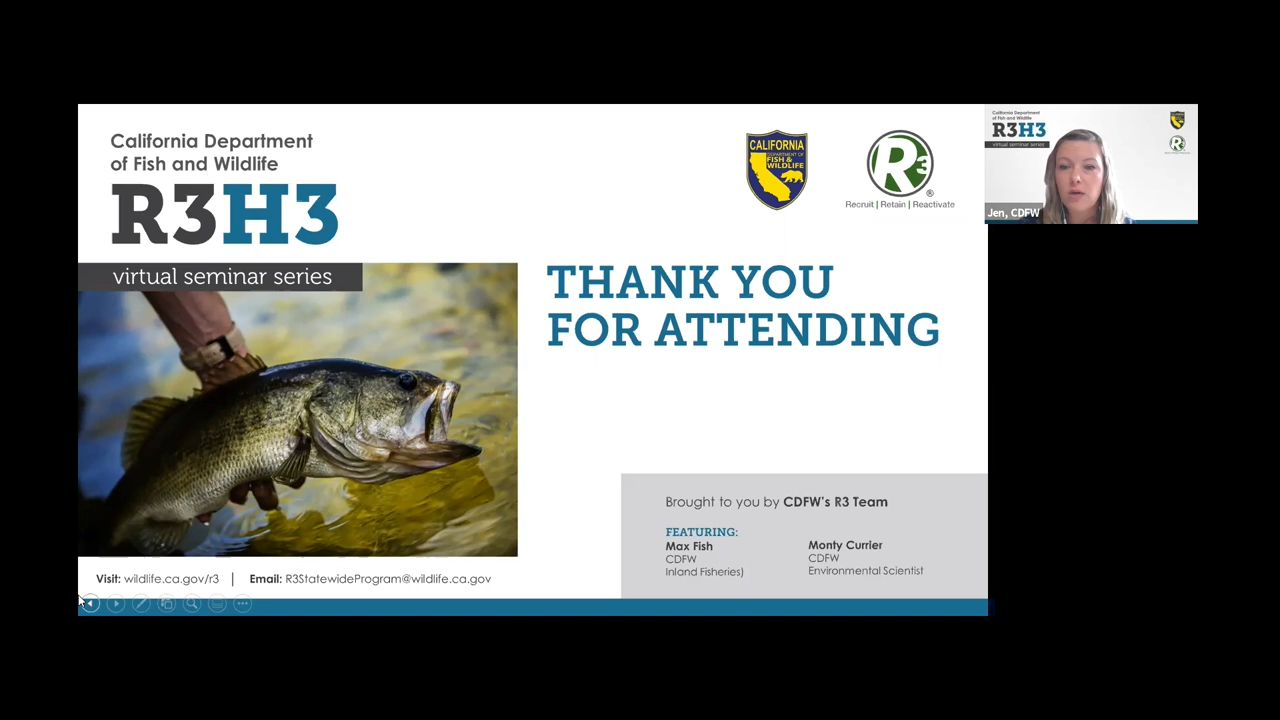 California Department
of Fish and Wildlife
R3H3
virtual seminar series
CALIFORNIA
DEPARTMENT OF
FISH &
WILDLIFE
R3
®
Recruit | Retain | Reactivate
THANK YOU
FOR ATTENDING
Brought to you by CDFW's R3 Team
FEATURING:
Max Fish
CDFW
Inland Fisheries)
Monty Currier
CDFW
Environmental Scientist
Visit: wildlife.ca.gov/r3 | Email: R3StatewideProgram@wildlife.ca.gov
California Department
of Fish and Wildlife
R3H3
virtual seminar series
Jen, CDFW